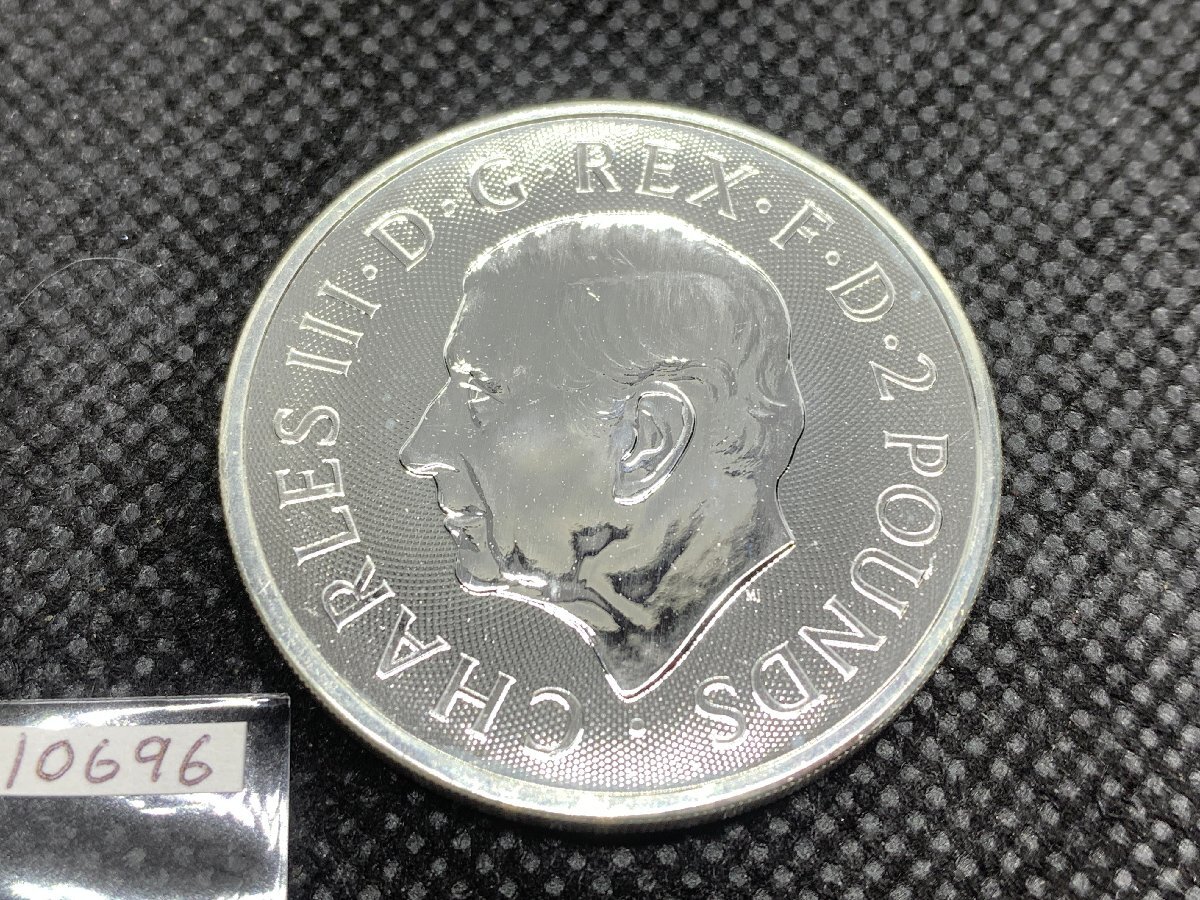 CHARLES III · D · G · REX · F · D · 2 POUNDS ·
10696